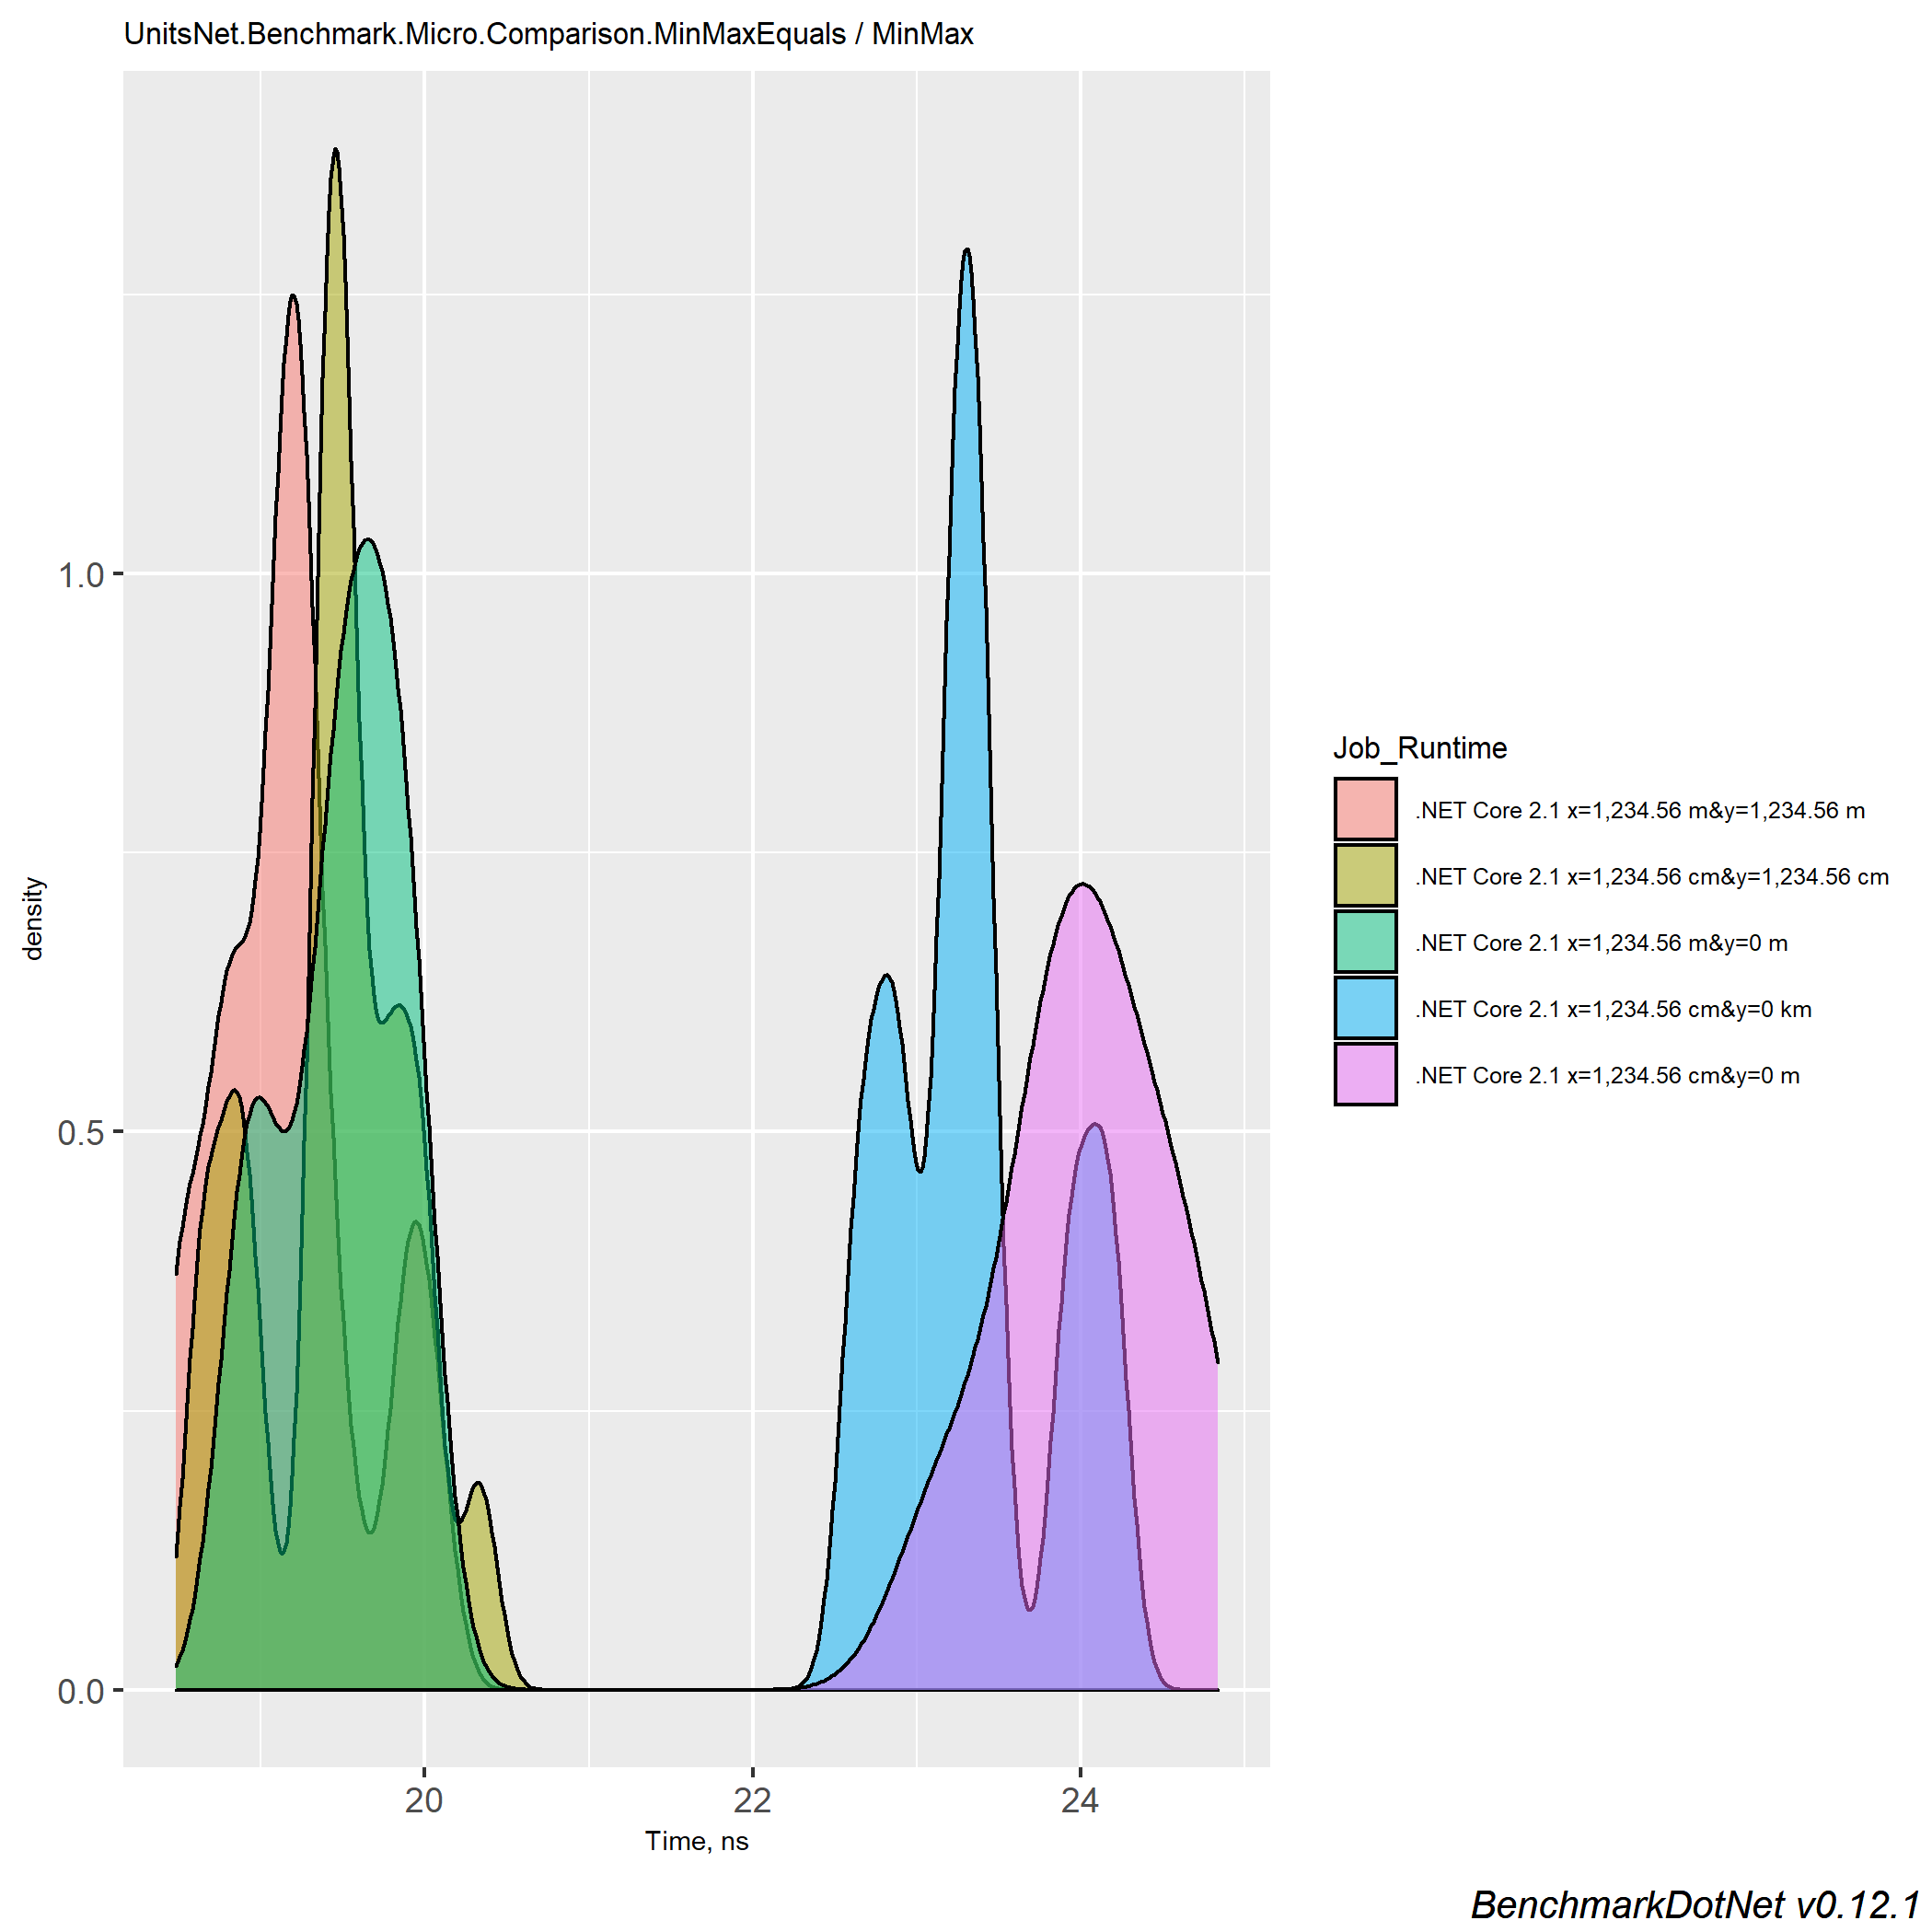 UnitsNet.Benchmark.Micro.Comparison.MinMaxEquals / MinMax
density
1.0
0.5
0.0
20
22
24
Time, ns
Job_Runtime
.NET Core 2.1 x=1,234.56 m&y=1,234.56 m
.NET Core 2.1 x=1,234.56 cm&y=1,234.56 cm
.NET Core 2.1 x=1,234.56 m&y=0 m
.NET Core 2.1 x=1,234.56 cm&y=0 km
.NET Core 2.1 x=1,234.56 cm&y=0 m
BenchmarkDotNet v0.12.1